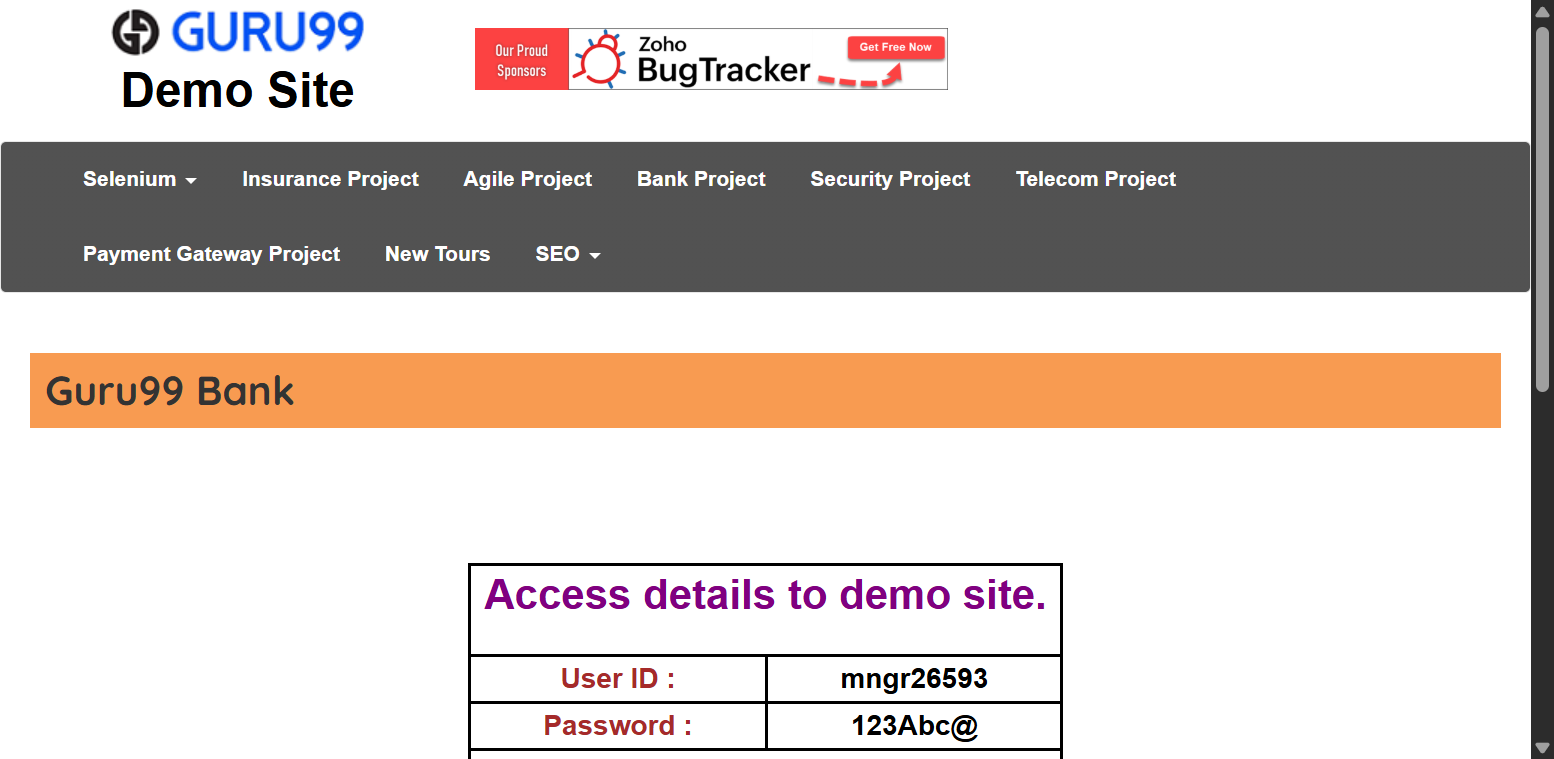 GURU99
Demo Site
Our Proud
Sponsors
Zoho
BugTracker
Get Free Now
Selenium
Insurance Project
Agile Project
Bank Project
Security Project
Telecom Project
Payment Gateway Project
New Tours
SEO
Guru99 Bank
Access details to demo site.
User ID : mngr26593
Password : 123Abc@